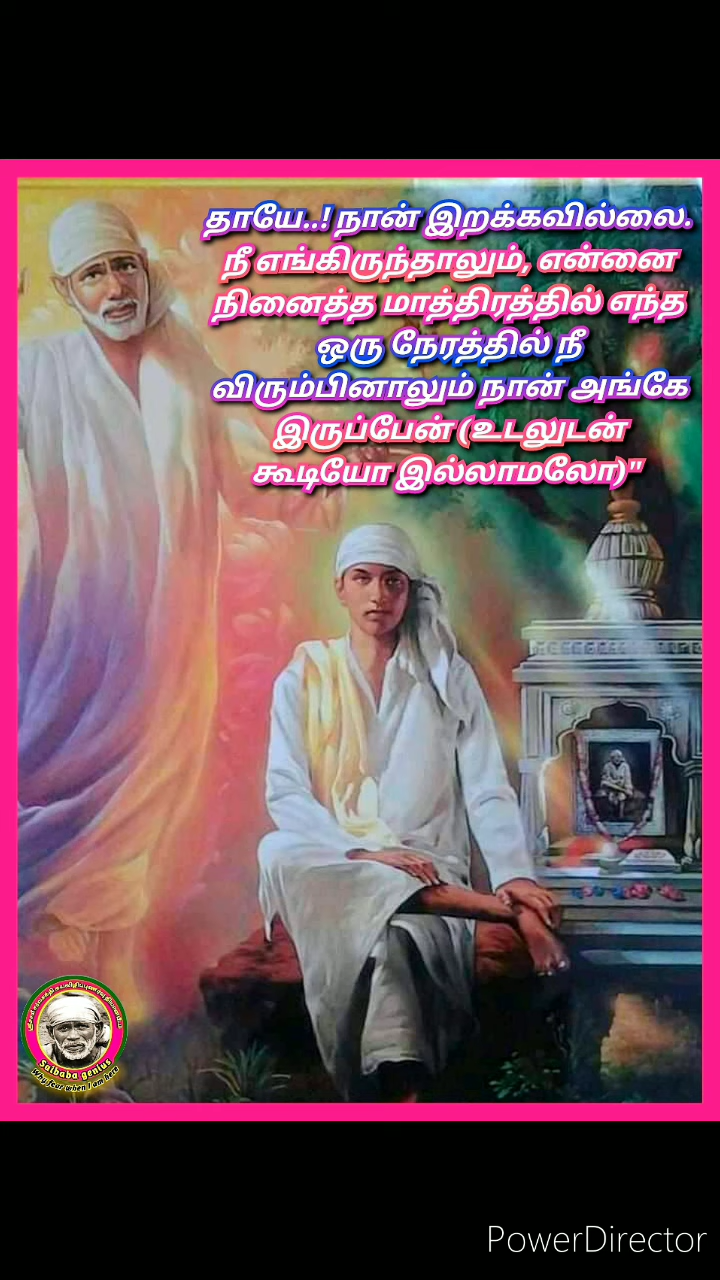 தாயே..! நான் இறக்கவில்லை.
நீ எங்கிருந்தாலும், என்னை
நினைத்த மாத்திரத்தில் எந்த
ஒரு நேரத்தில் நீ
விரும்பினாலும் நான் அங்கே
இருப்பேன் (உடலுடன்
கூடியோ இல்லாமலோ)"
Saibaba genius
Why fear when I am here
PowerDirector